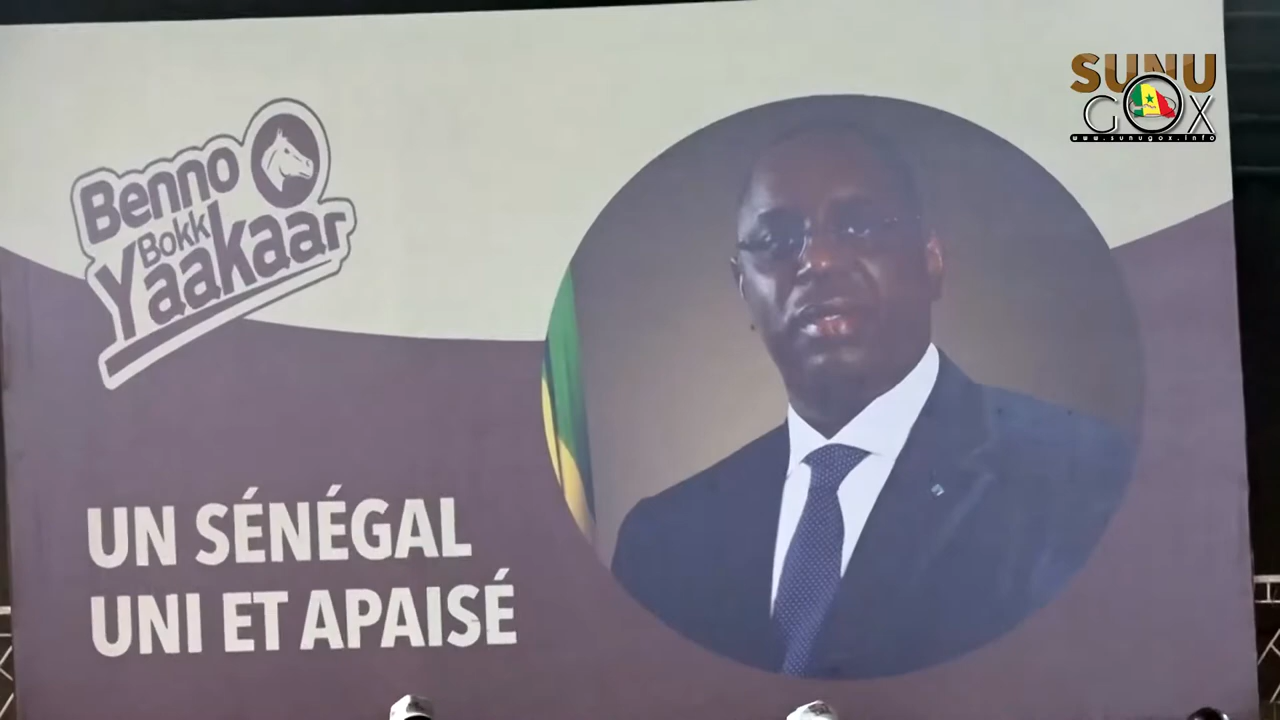 Benno
Bokk
Yaakaar
UN SÉNÉGAL
UNI ET APAISÉ
SUNU
GOX
www.sunugox.info